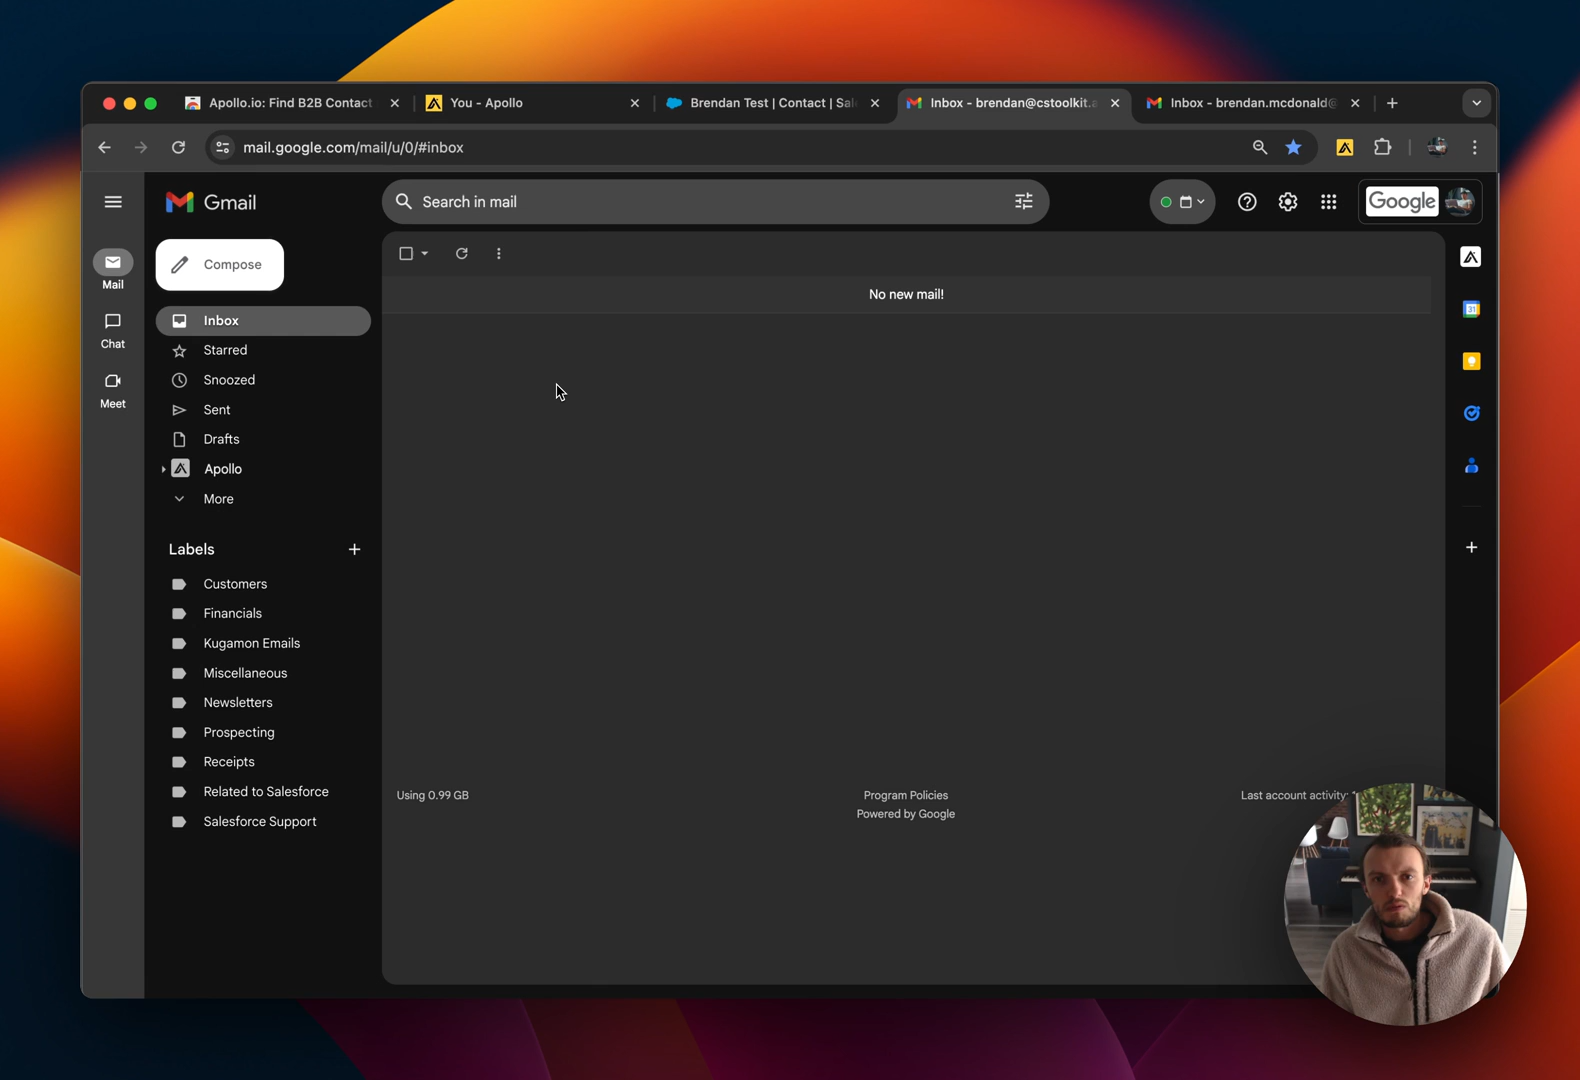 Apollo.io: Find B2B Contact
You - Apollo
Brendan Test | Contact | Sal
Inbox - brendan@cstoolkit.a
Inbox - brendan.mcdonald@
mail.google.com/mail/u/0/#inbox
Gmail
Search in mail
Google
Mail
Compose
No new mail!
31
Inbox
Chat
Starred
Snoozed
Meet
Sent
Drafts
Apollo
More
Labels
Customers
Financials
Kugamon Emails
Miscellaneous
Newsletters
Prospecting
Receipts
Related to Salesforce
Salesforce Support
Using 0.99 GB
Program Policies
Powered by Google
Last account activity: